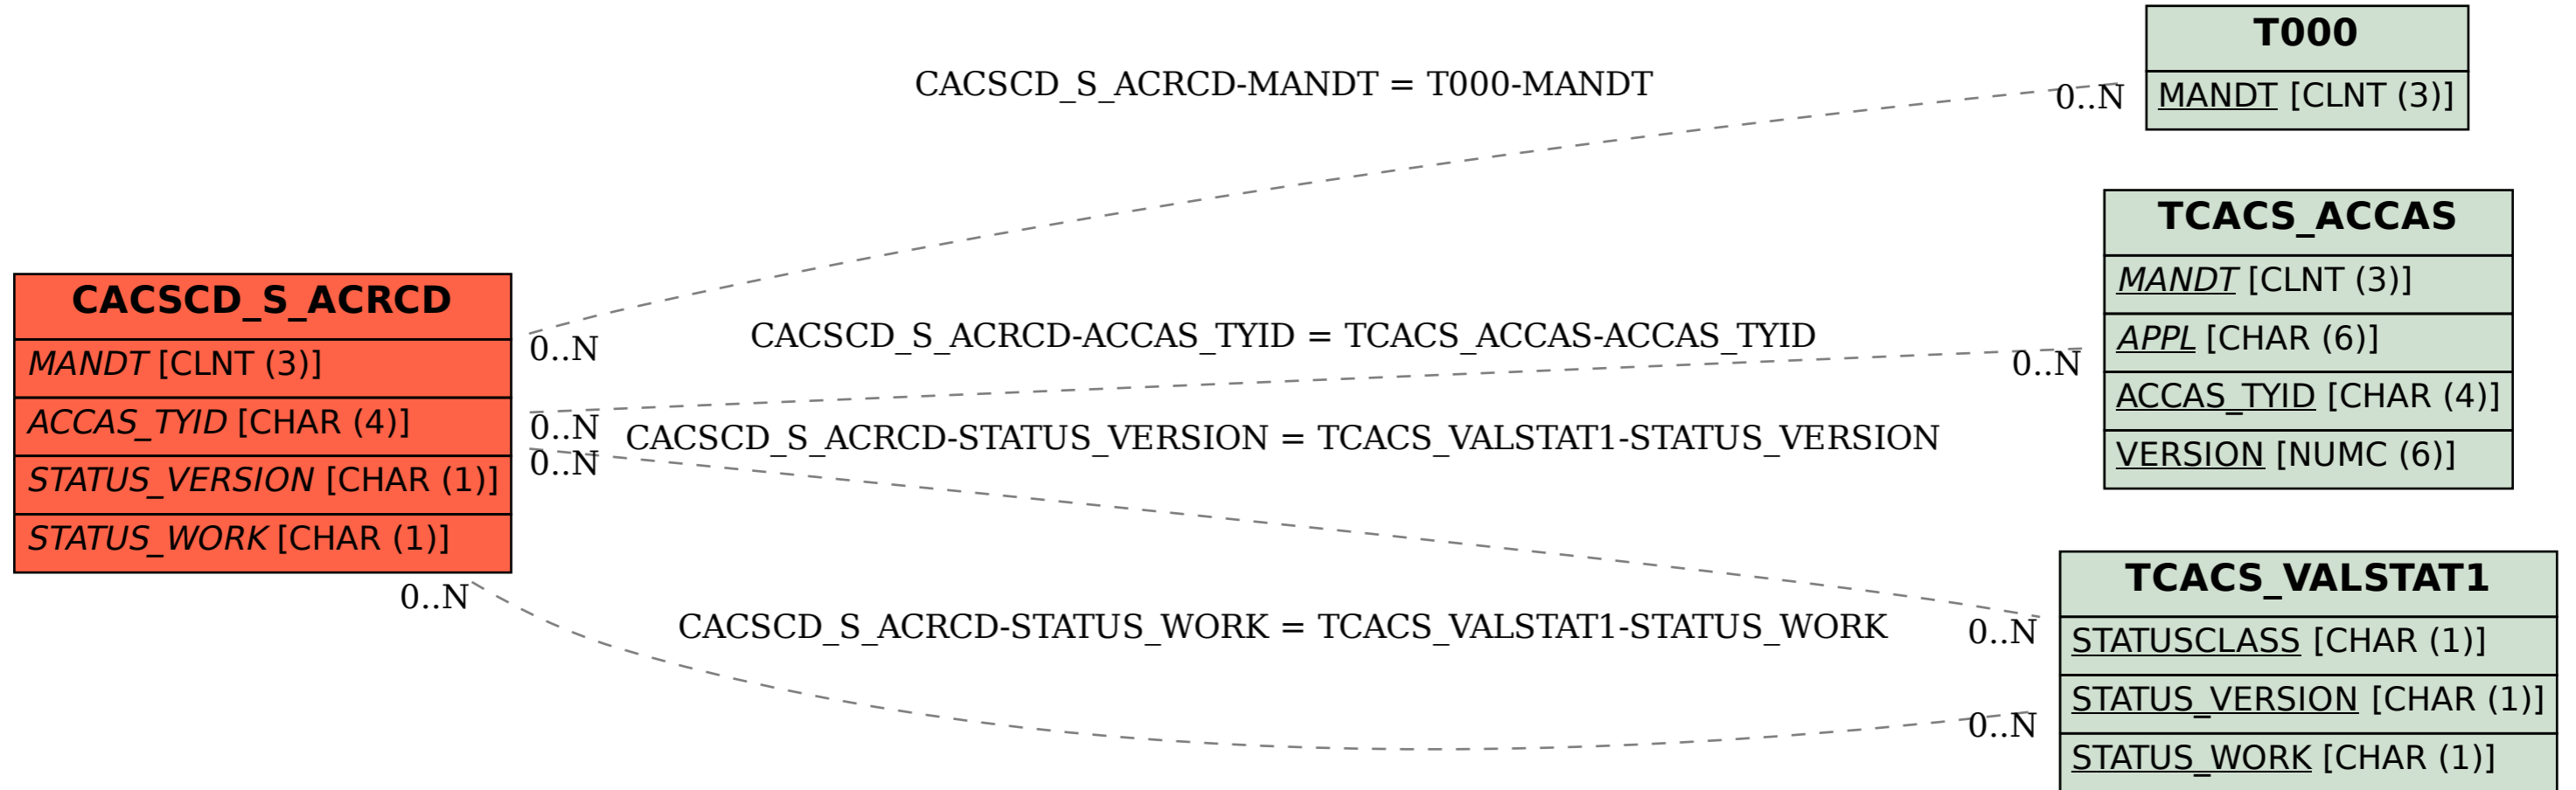 T000
MANDT [CLNT (3)]
CACSCD_S_ACRCD-MANDT = T000-MANDT
0..N
TCACS_ACCAS
MANDT [CLNT (3)]
APPL [CHAR (6)]
ACCAS_TYID [CHAR (4)]
VERSION [NUMC (6)]
CACSCD_S_ACRCD
MANDT [CLNT (3)]
ACCAS_TYID [CHAR (4)]
STATUS_VERSION [CHAR (1)]
STATUS_WORK [CHAR (1)]
0..N
CACSCD_S_ACRCD-ACCAS_TYID = TCACS_ACCAS-ACCAS_TYID
0..N
0..N
CACSCD_S_ACRCD-STATUS_VERSION = TCACS_VALSTAT1-STATUS_VERSION
0..N
0..N
CACSCD_S_ACRCD-STATUS_WORK = TCACS_VALSTAT1-STATUS_WORK
0..N
0..N
TCACS_VALSTAT1
STATUSCLASS [CHAR (1)]
STATUS_VERSION [CHAR (1)]
STATUS_WORK [CHAR (1)]